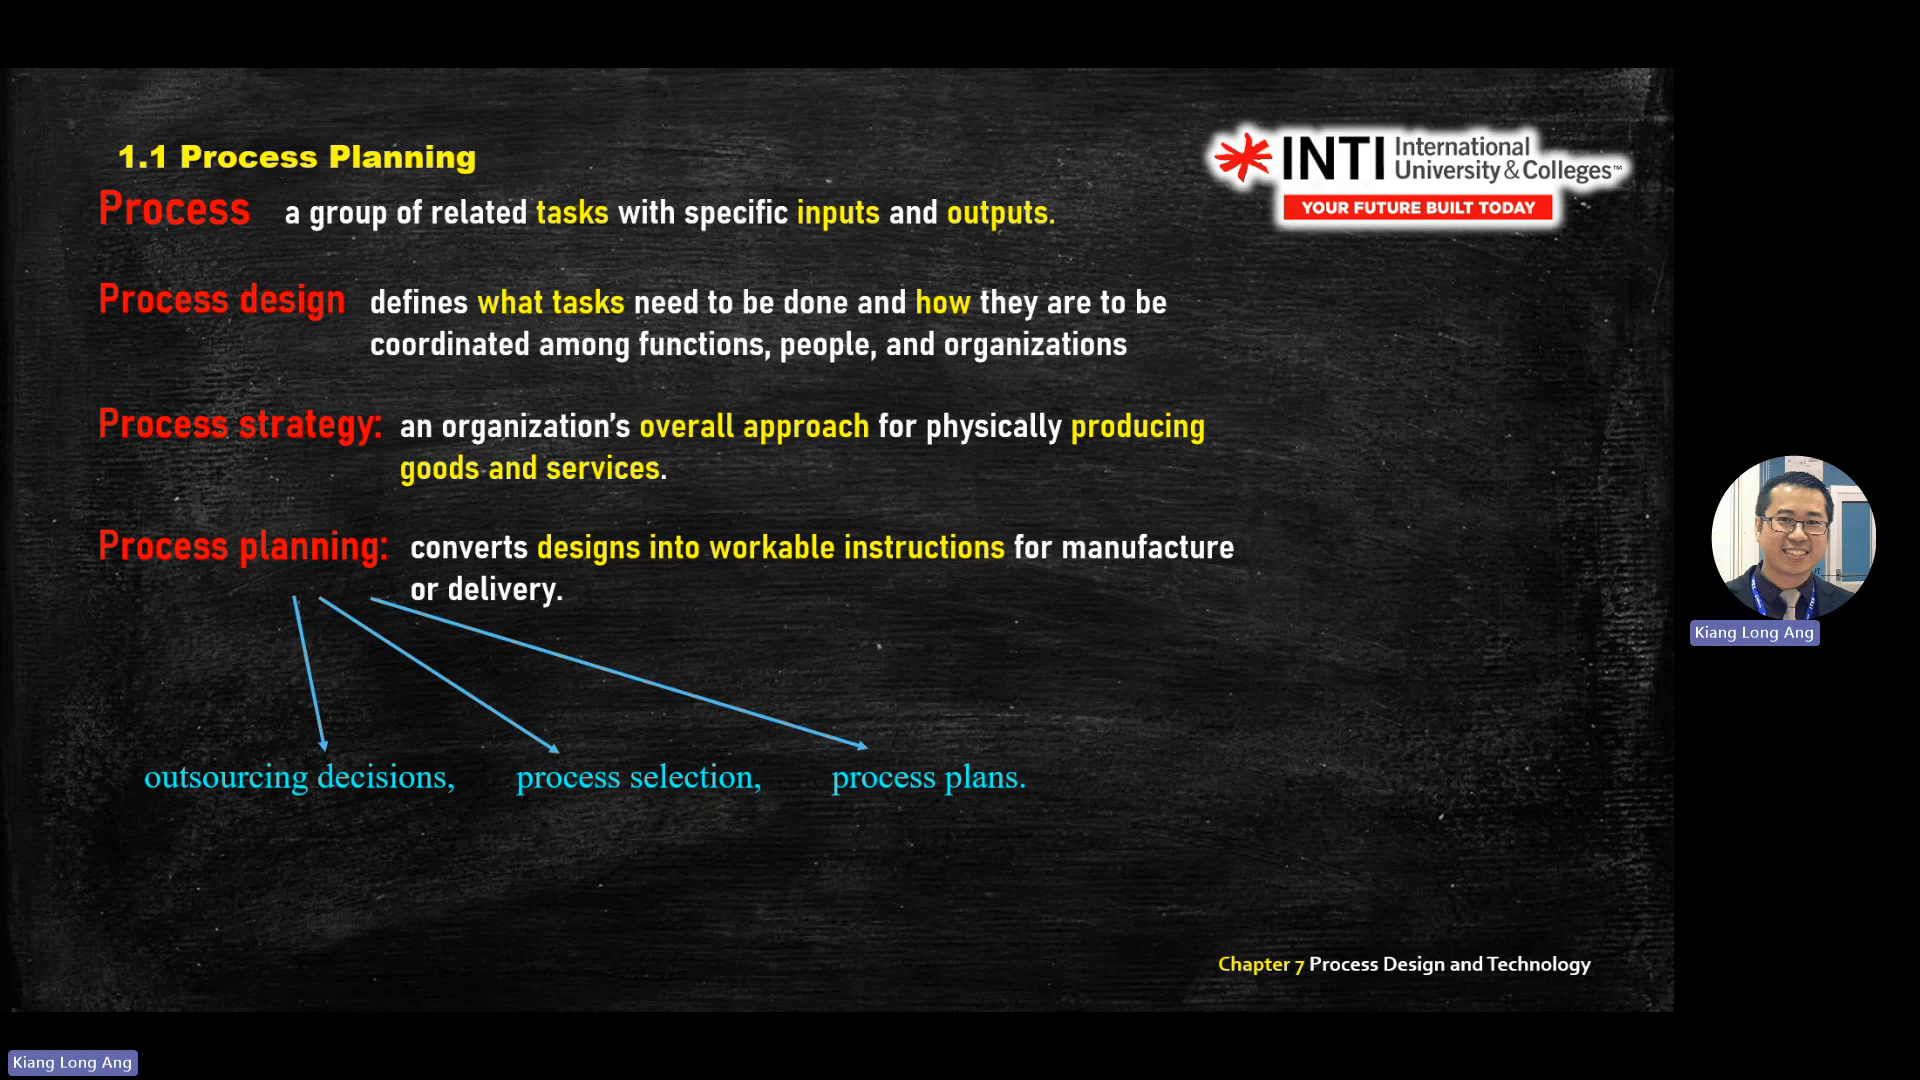 1.1 Process Planning
INTI International
University & Colleges™
YOUR FUTURE BUILT TODAY
Process a group of related tasks with specific inputs and outputs.
Process design defines what tasks need to be done and how they are to be
coordinated among functions, people, and organizations
Process strategy: an organization's overall approach for physically producing
goods and services.
Process planning: converts designs into workable instructions for manufacture
or delivery.
outsourcing decisions, process selection, process plans.
Chapter 7 Process Design and Technology
Kiang Long Ang
Kiang Long Ang